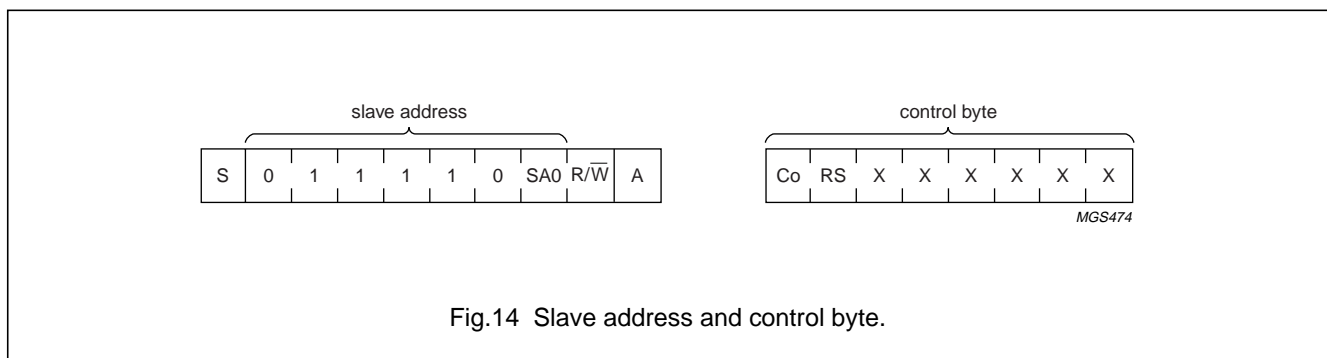 slave address control byte
S 0 1 1 1 1 0 SA0 R/W̅ A Co RS X X X X X X
MGS474
Fig.14 Slave address and control byte.